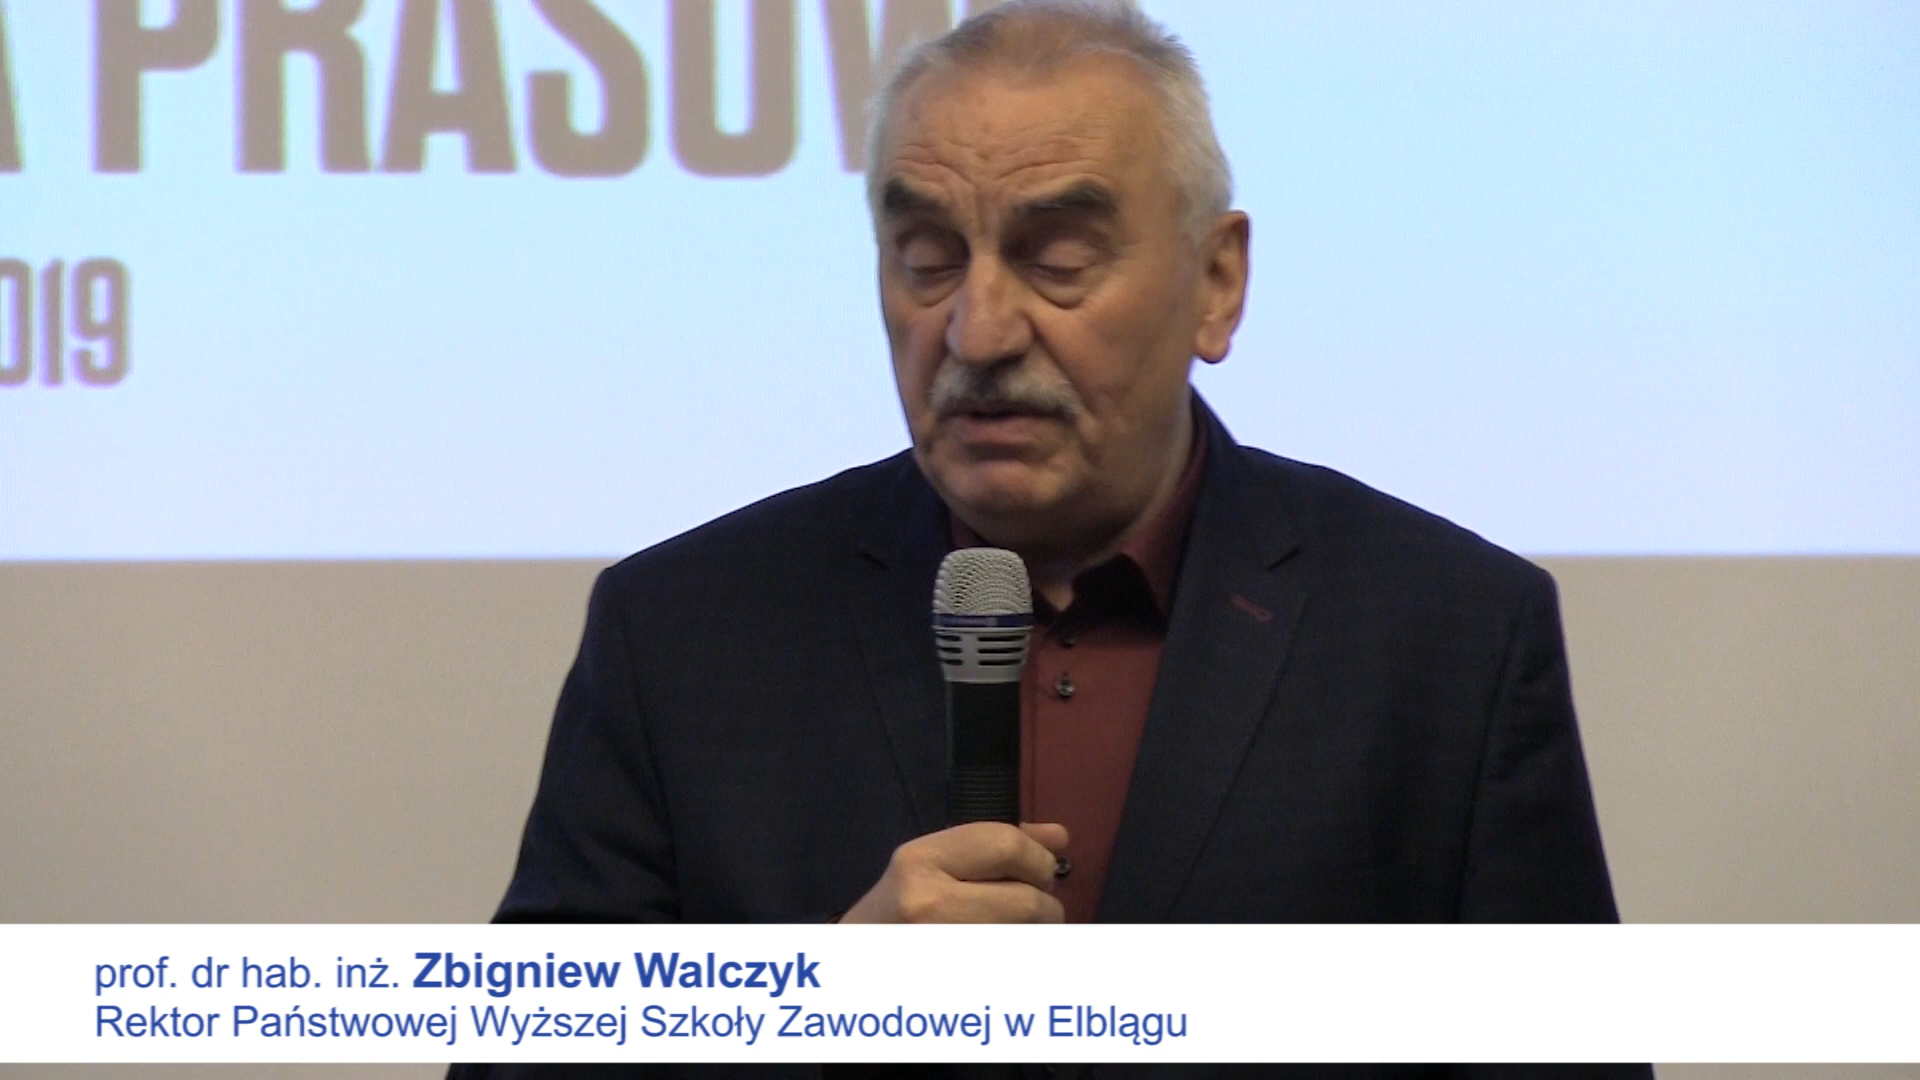 PRASOW
019
prof. dr hab. inż. Zbigniew Walczyk
Rektor Państwowej Wyższej Szkoły Zawodowej w Elblągu